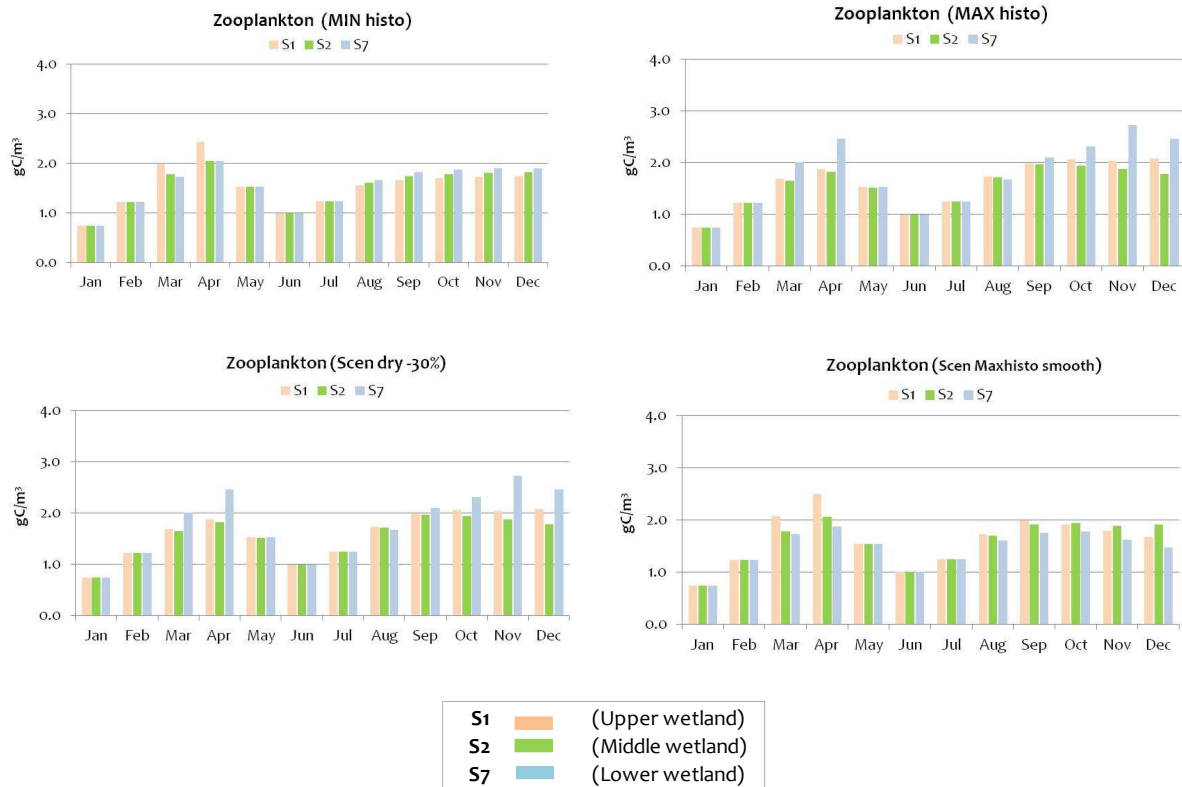 Zooplankton (MIN histo)
S1 S2 S7
4.0
3.0
2.0
1.0
0.0
gC/m³
Jan Feb Mar Apr May Jun Jul Aug Sep Oct Nov Dec
Zooplankton (MAX histo)
S1 S2 S7
4.0
3.0
2.0
1.0
0.0
gC/m³
Jan Feb Mar Apr May Jun Jul Aug Sep Oct Nov Dec
Zooplankton (Scen dry -30%)
S1 S2 S7
4.0
3.0
2.0
1.0
0.0
gC/m³
Jan Feb Mar Apr May Jun Jul Aug Sep Oct Nov Dec
Zooplankton (Scen Maxhisto smooth)
S1 S2 S7
4.0
3.0
2.0
1.0
0.0
gC/m³
Jan Feb Mar Apr May Jun Jul Aug Sep Oct Nov Dec
S1 (Upper wetland)
S2 (Middle wetland)
S7 (Lower wetland)